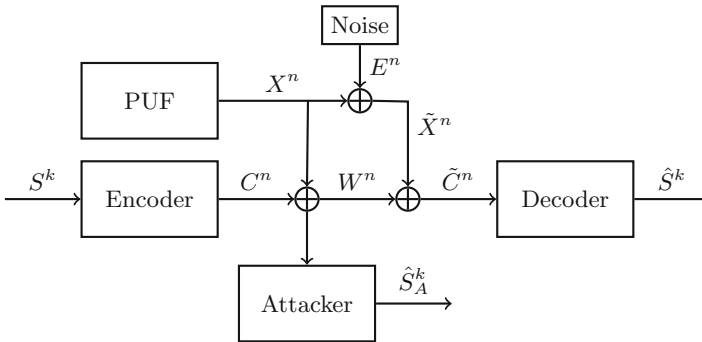 Noise
E^n
PUF
X^n
X̃^n
S^k
Encoder
C^n
W^n
C̃^n
Decoder
Ŝ^k
Attacker
Ŝ_A^k